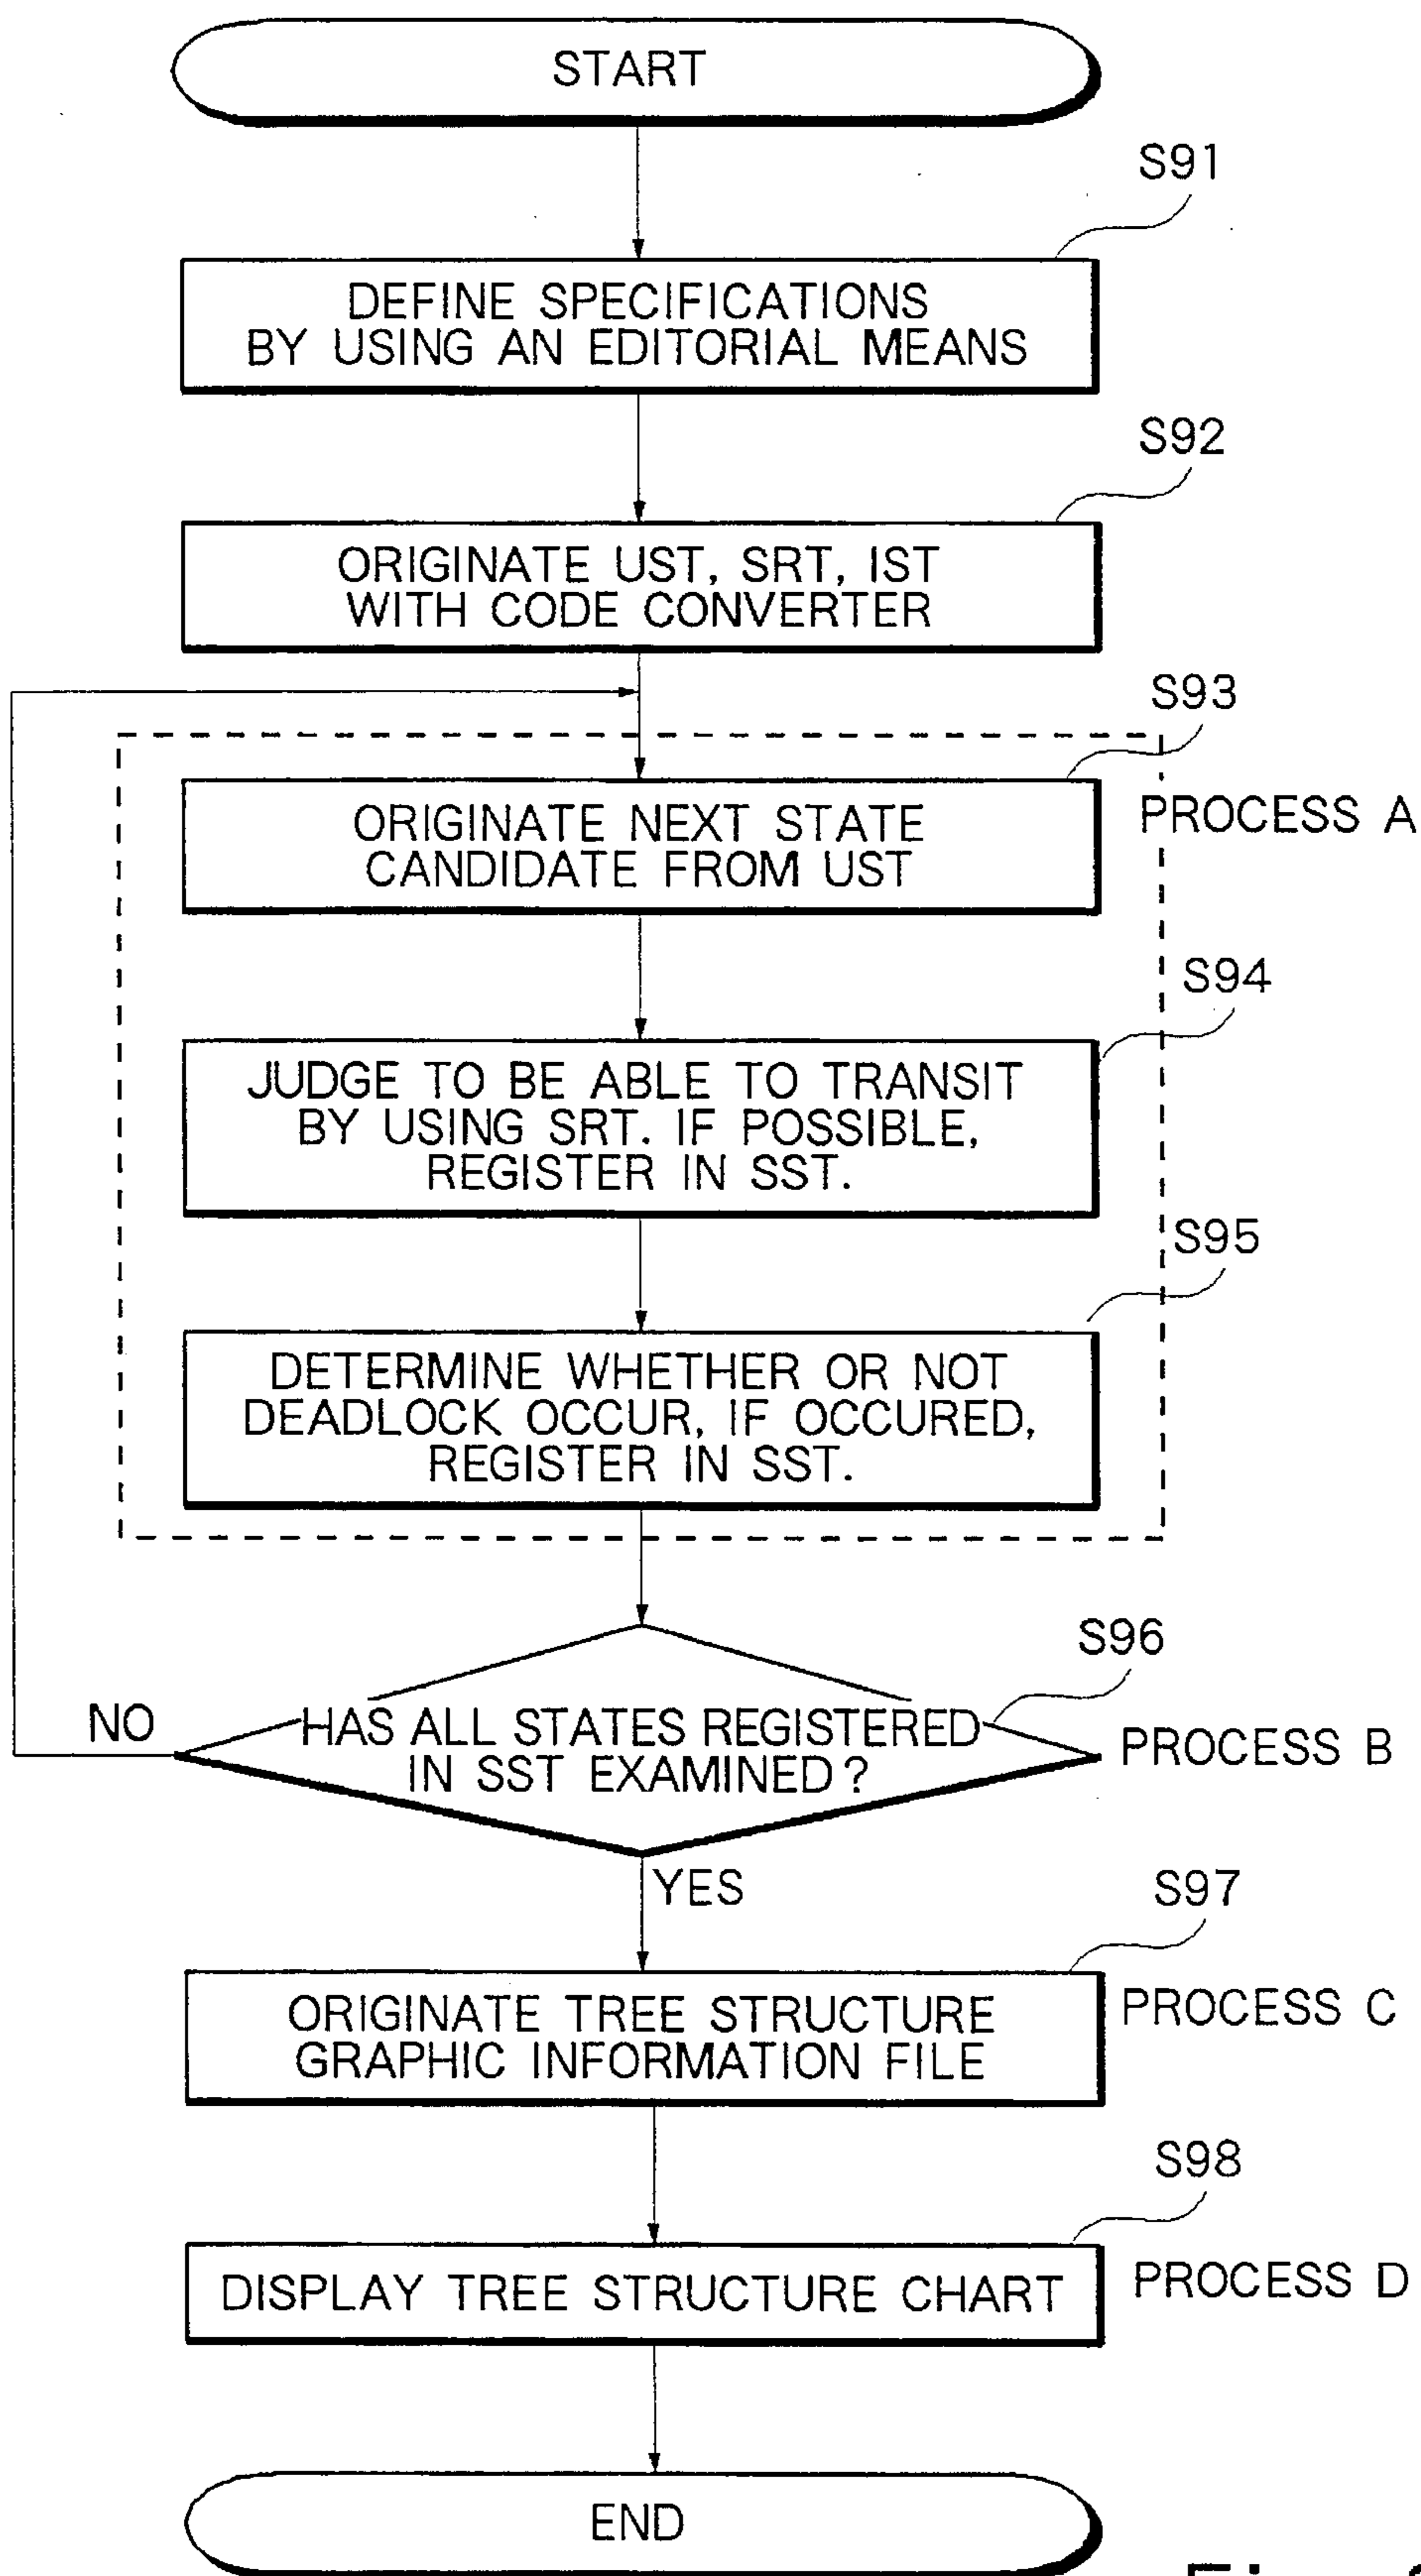 START
S91
DEFINE SPECIFICATIONS
BY USING AN EDITORIAL MEANS
S92
ORIGINATE UST, SRT, IST
WITH CODE CONVERTER
S93
PROCESS A
ORIGINATE NEXT STATE
CANDIDATE FROM UST
S94
JUDGE TO BE ABLE TO TRANSIT
BY USING SRT. IF POSSIBLE,
REGISTER IN SST.
S95
DETERMINE WHETHER OR NOT
DEADLOCK OCCUR, IF OCCURED,
REGISTER IN SST.
S96
NO
HAS ALL STATES REGISTERED
IN SST EXAMINED?
PROCESS B
YES
S97
ORIGINATE TREE STRUCTURE
GRAPHIC INFORMATION FILE
PROCESS C
S98
DISPLAY TREE STRUCTURE CHART
PROCESS D
END